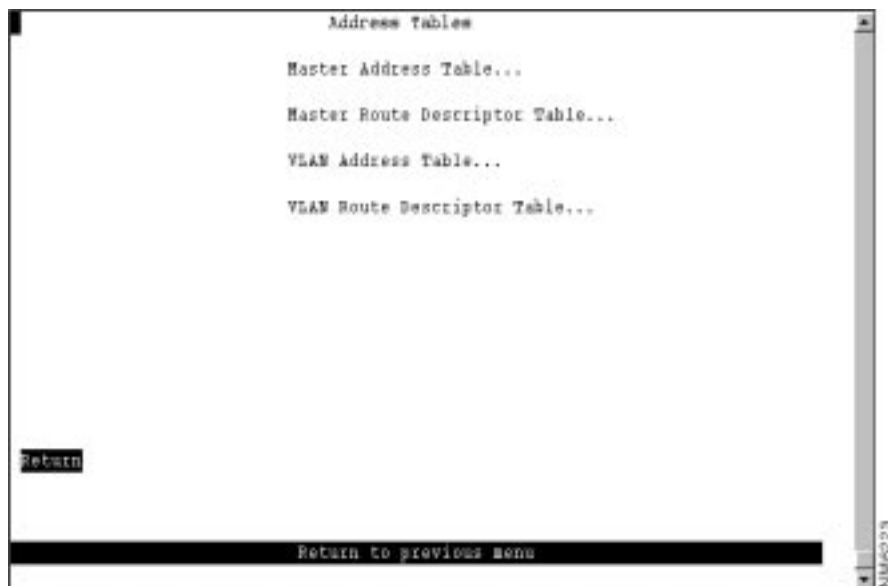 Address Tables
Master Address Table...
Master Route Descriptor Table...
VLAN Address Table...
VLAN Route Descriptor Table...
Return
Return to previous menu